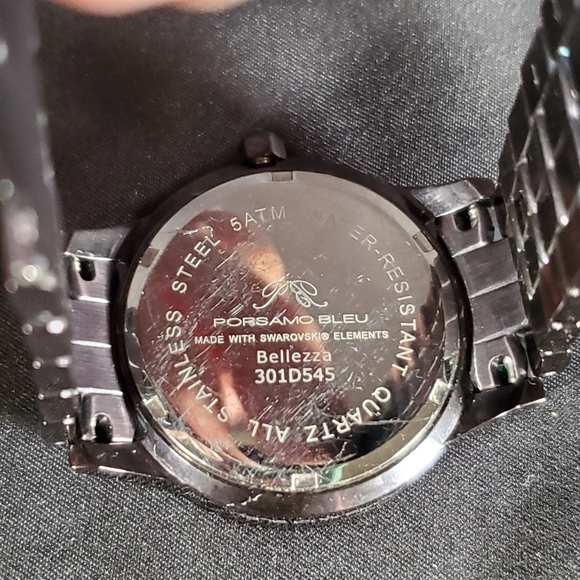 PORSAMO BLEU
MADE WITH SWAROVSKI® ELEMENTS
Bellezza
301D545
5ATM WATER-RESISTANT QUARTZ ALL STAINLESS STEEL